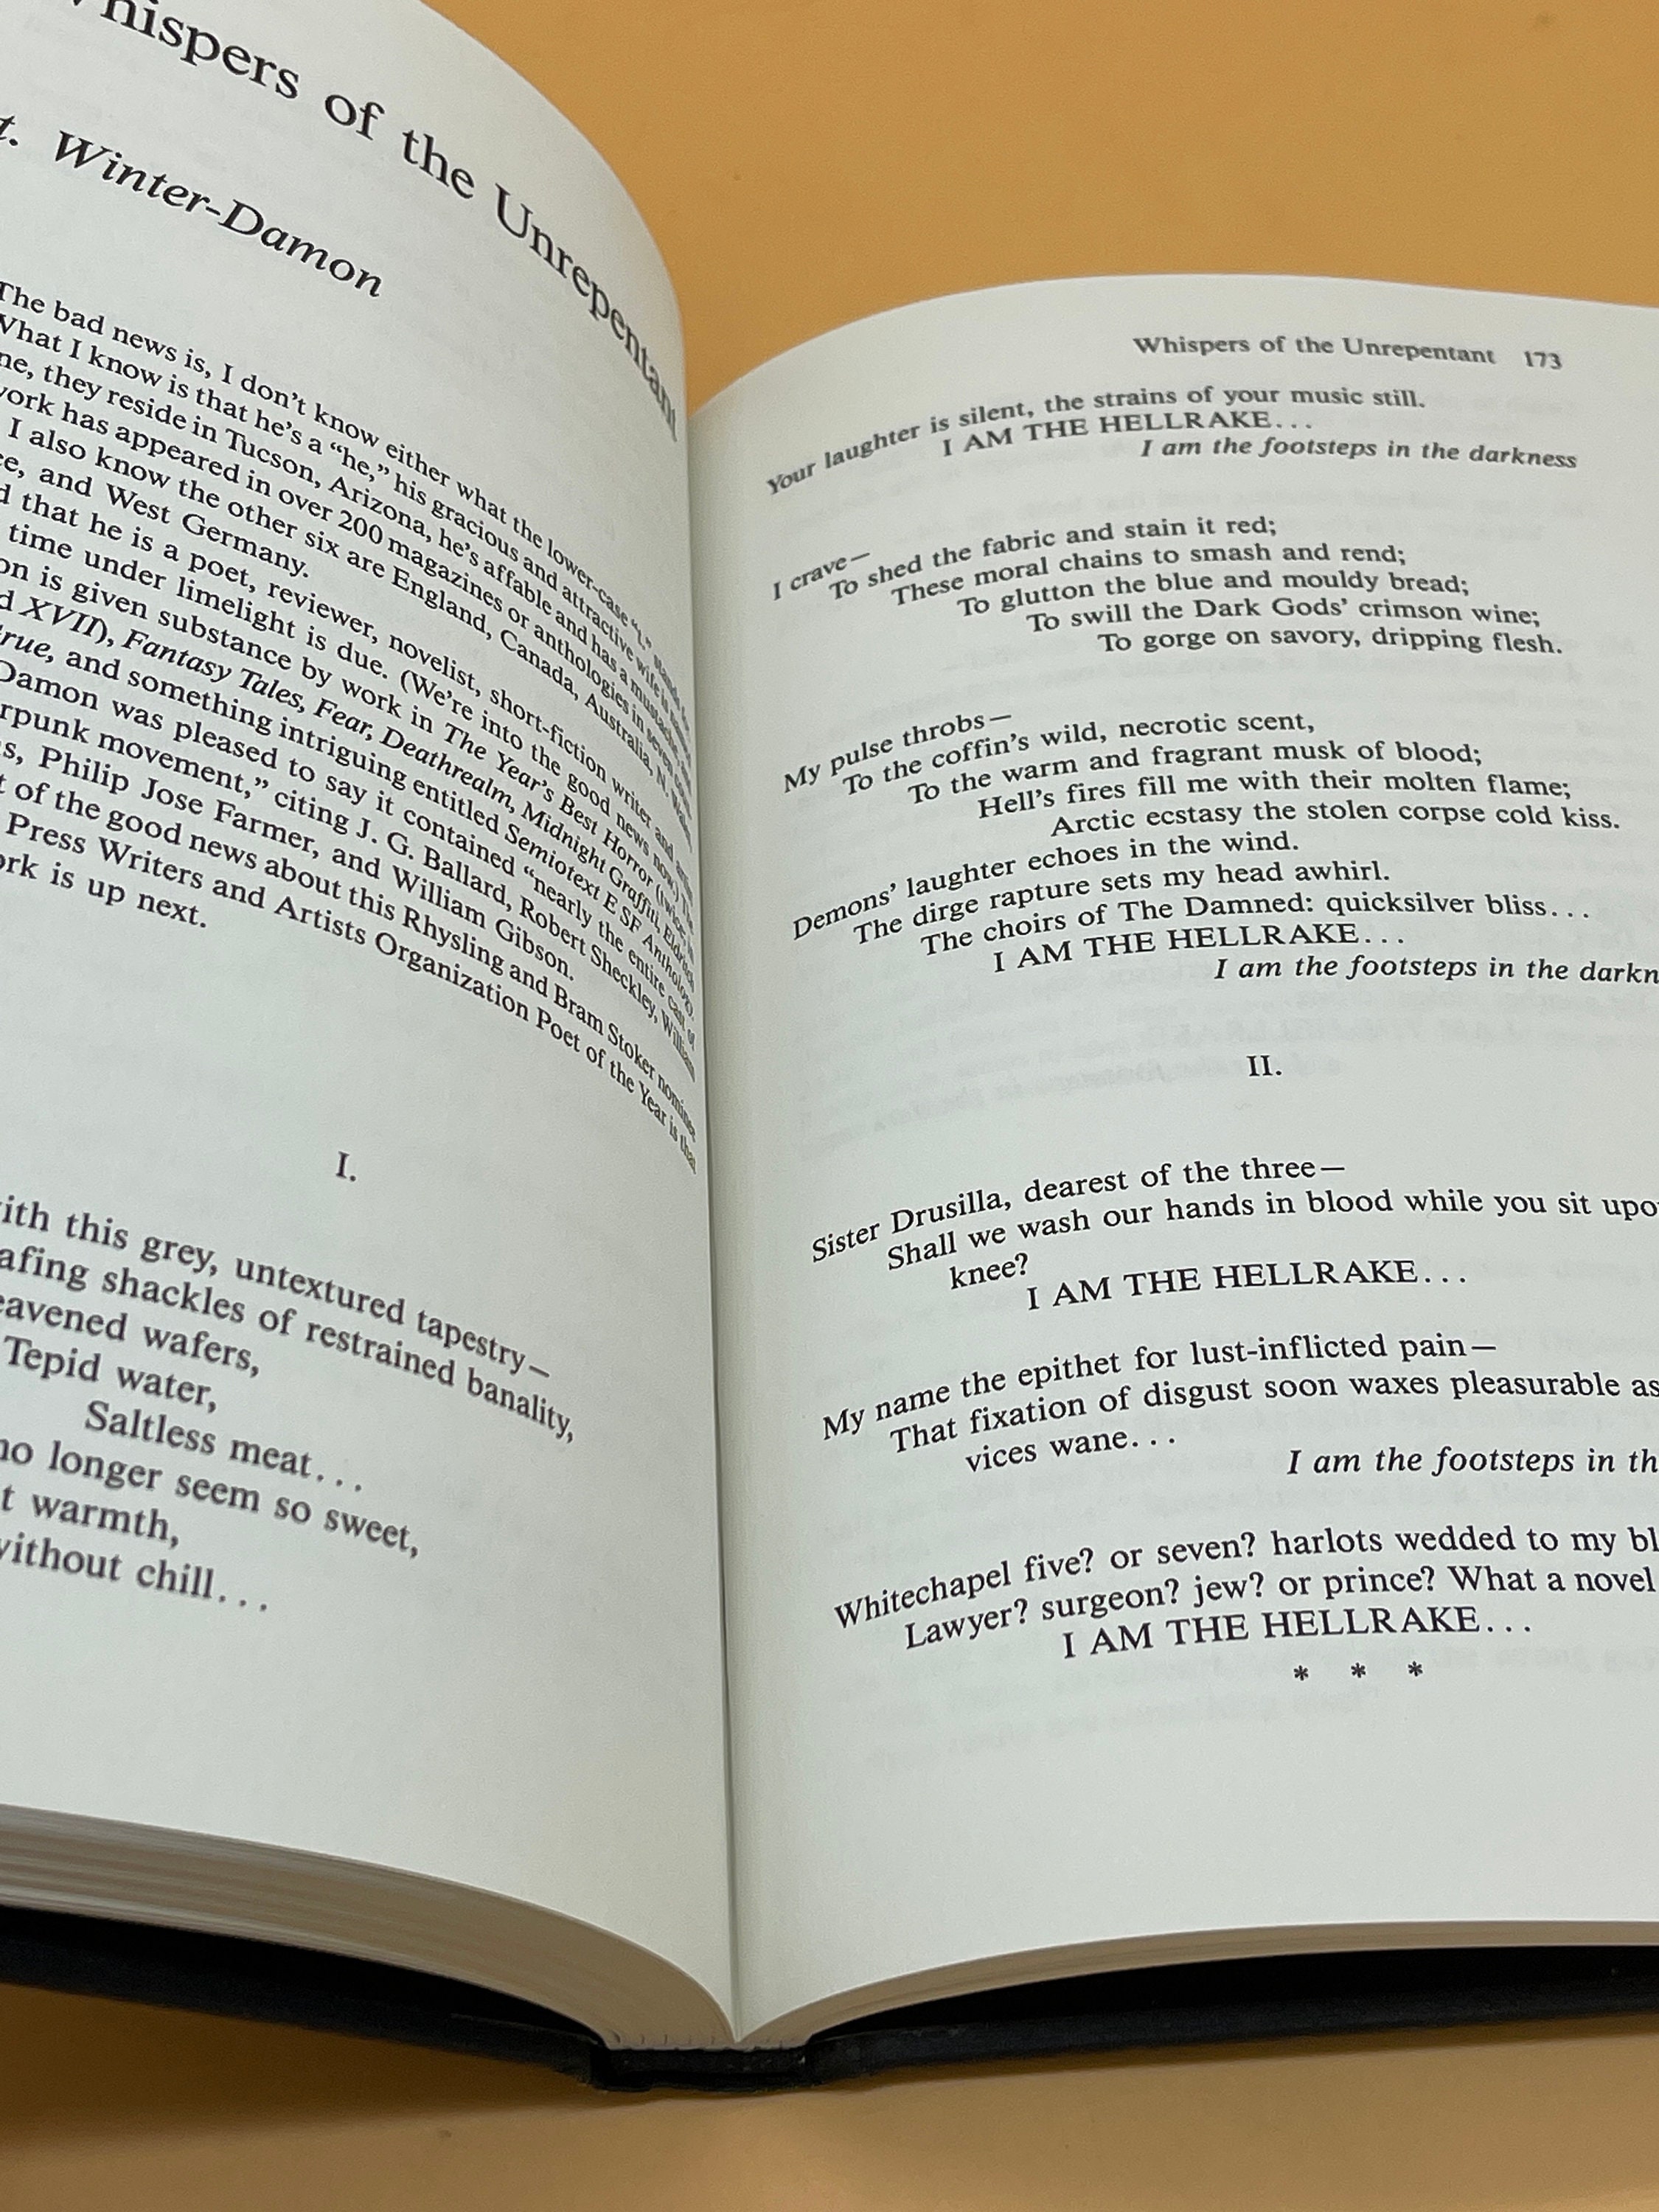 hispers of the Unrepentant
t. Winter-Damon
The bad news is, I don't know either what the lower-case "t." stands for.
What I know is that he's a "he," his gracious and attractive wife is
ne, they reside in Tucson, Arizona, he's affable and has a mustache, and
work has appeared in over 200 magazines or anthologies in seven
I also know the other six are England, Canada, Australia, N.
ce, and West Germany.
d that he is a poet, reviewer, novelist, short-fiction writer and
time under limelight is due. (We're into the good news now.) The
on is given substance by work in The Year's Best Horror (twice, in
d XVII), Fantasy Tales, Fear, Deathrealm, Midnight Graffiti, Eldritch
true, and something intriguing entitled Semiotext E SF Anthology.
Damon was pleased to say it contained "nearly the entire cast of
rpunk movement," citing J. G. Ballard, Robert Sheckley, William
s, Philip Jose Farmer, and William Gibson.
t of the good news about this Rhysling and Bram Stoker nominee
Press Writers and Artists Organization Poet of the Year is that
ork is up next.
I.
ith this grey, untextured tapestry—
afing shackles of restrained banality,
eavened wafers,
Tepid water,
Saltless meat...
no longer seem so sweet,
t warmth,
without chill...
Whispers of the Unrepentant 173
Your laughter is silent, the strains of your music still.
I AM THE HELLRAKE...
I am the footsteps in the darkness
I crave—
To shed the fabric and stain it red;
These moral chains to smash and rend;
To glutton the blue and mouldy bread;
To swill the Dark Gods' crimson wine;
To gorge on savory, dripping flesh.
My pulse throbs—
To the coffin's wild, necrotic scent,
To the warm and fragrant musk of blood;
Hell's fires fill me with their molten flame;
Arctic ecstasy the stolen corpse cold kiss.
Demons' laughter echoes in the wind.
The dirge rapture sets my head awhirl.
The choirs of The Damned: quicksilver bliss...
I AM THE HELLRAKE...
I am the footsteps in the darkn
II.
Sister Drusilla, dearest of the three—
Shall we wash our hands in blood while you sit upo
knee?
I AM THE HELLRAKE...
My name the epithet for lust-inflicted pain—
That fixation of disgust soon waxes pleasurable as
vices wane...
I am the footsteps in th
Whitechapel five? or seven? harlots wedded to my bl
Lawyer? surgeon? jew? or prince? What a novel
I AM THE HELLRAKE...
* * *